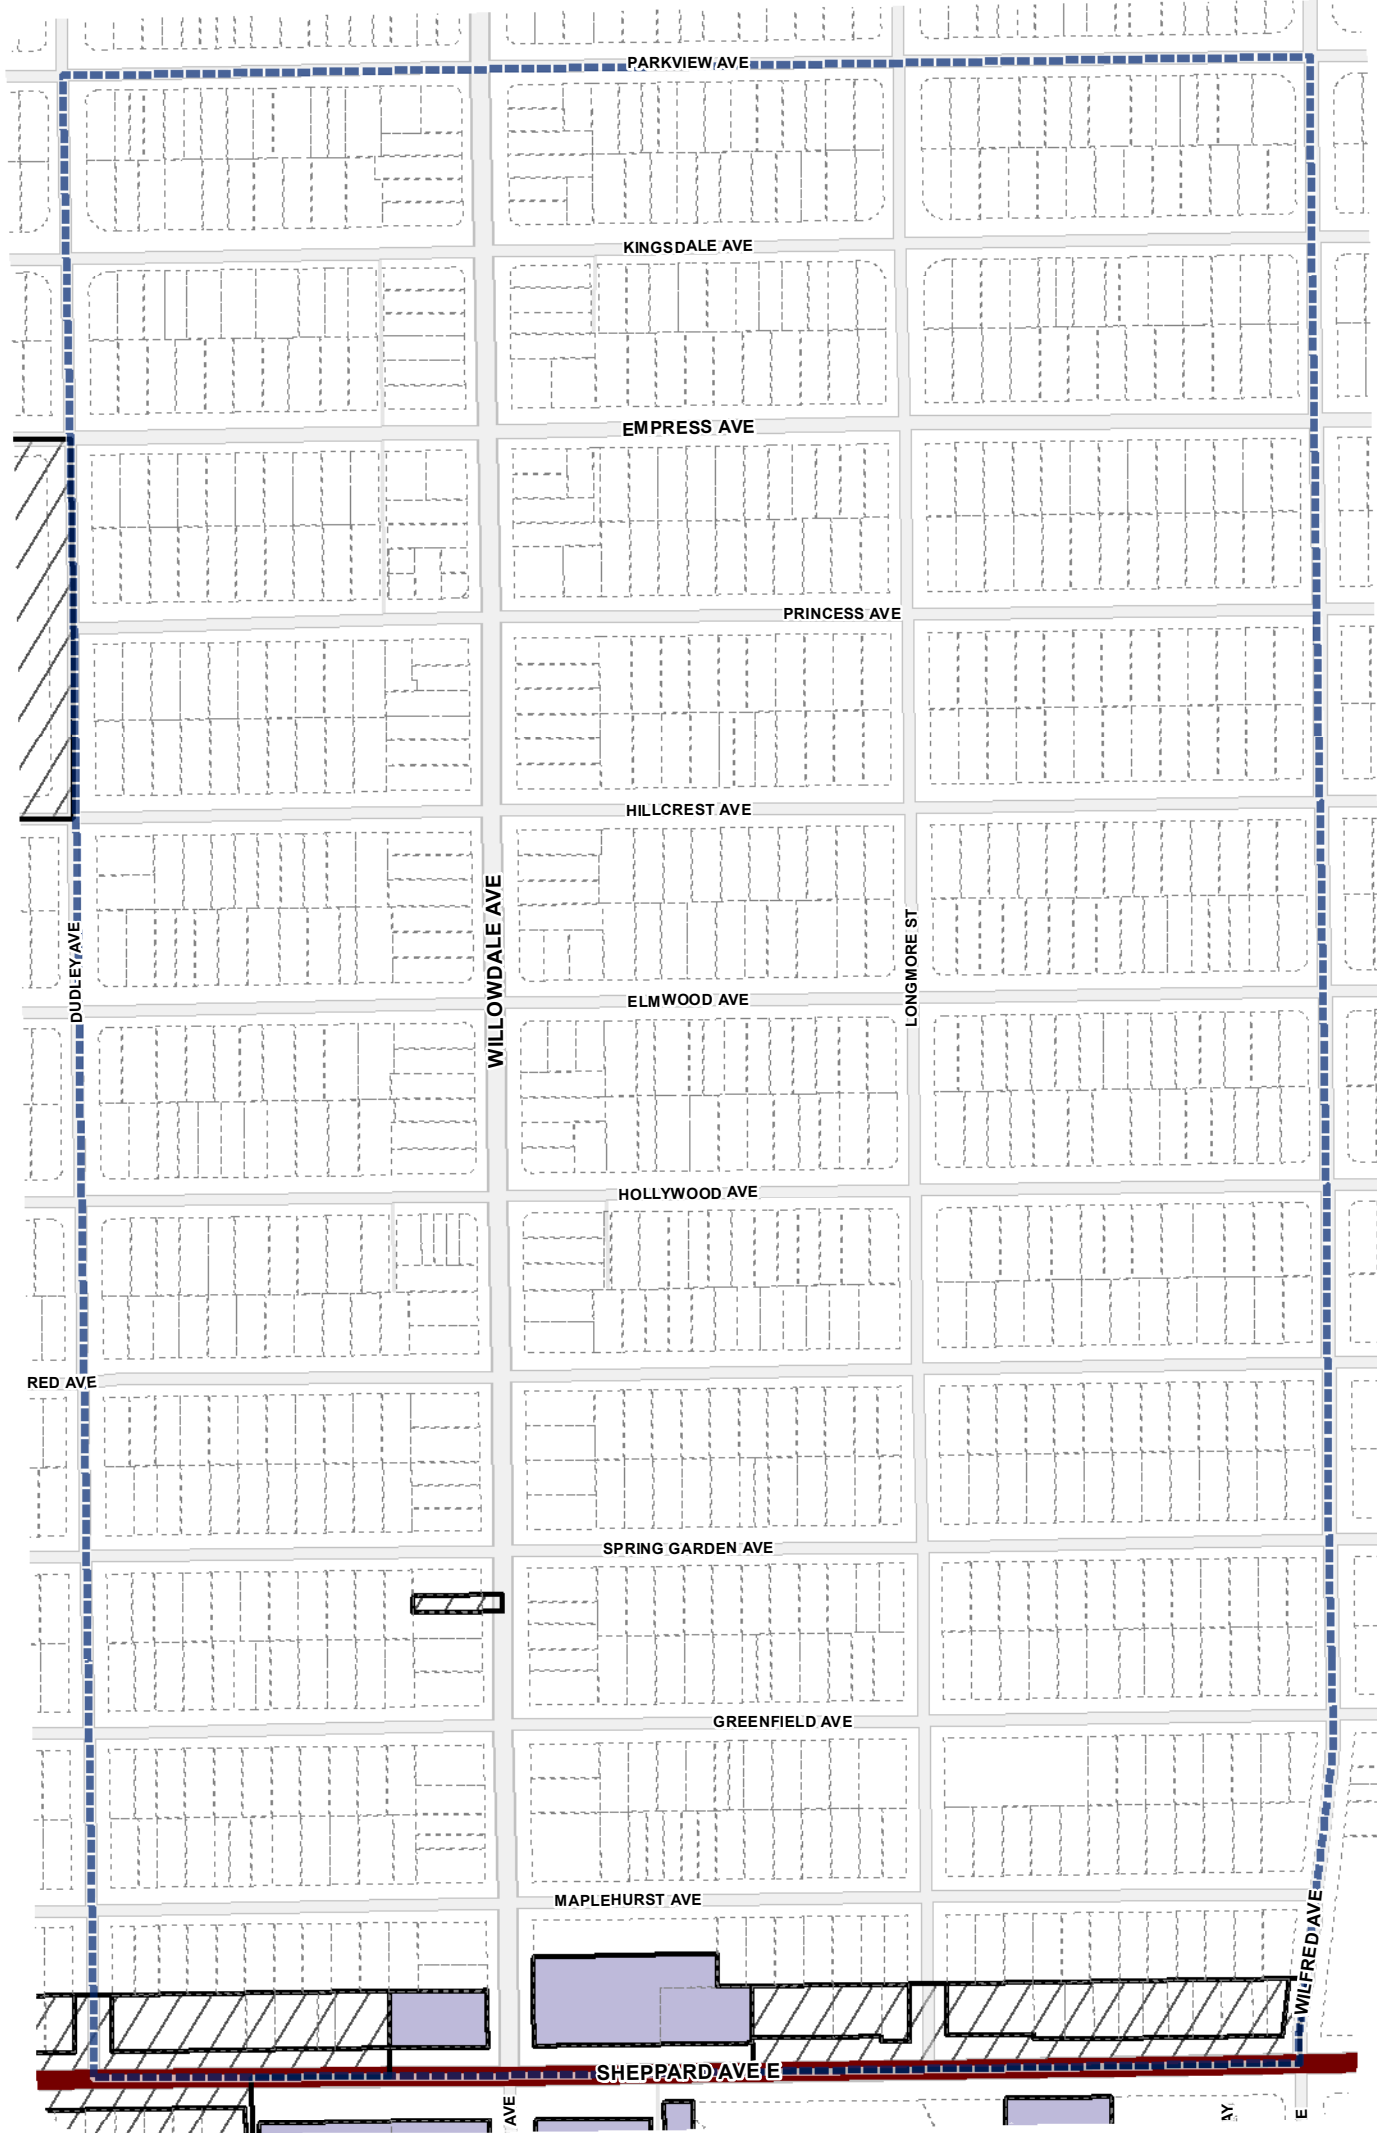 PARKVIEW AVE
KINGSDALE AVE
EMPRESS AVE
PRINCESS AVE
HILLCREST AVE
WILLOWDALE AVE
DUDLEY AVE
LONGMORE ST
ELMWOOD AVE
HOLLYWOOD AVE
RED AVE
SPRING GARDEN AVE
GREENFIELD AVE
MAPLEHURST AVE
WILFRED AVE
SHEPPARD AVE E
AVE
AY
E